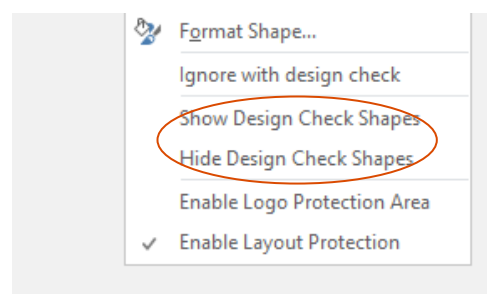 Format Shape...
Ignore with design check
Show Design Check Shapes
Hide Design Check Shapes
Enable Logo Protection Area
Enable Layout Protection